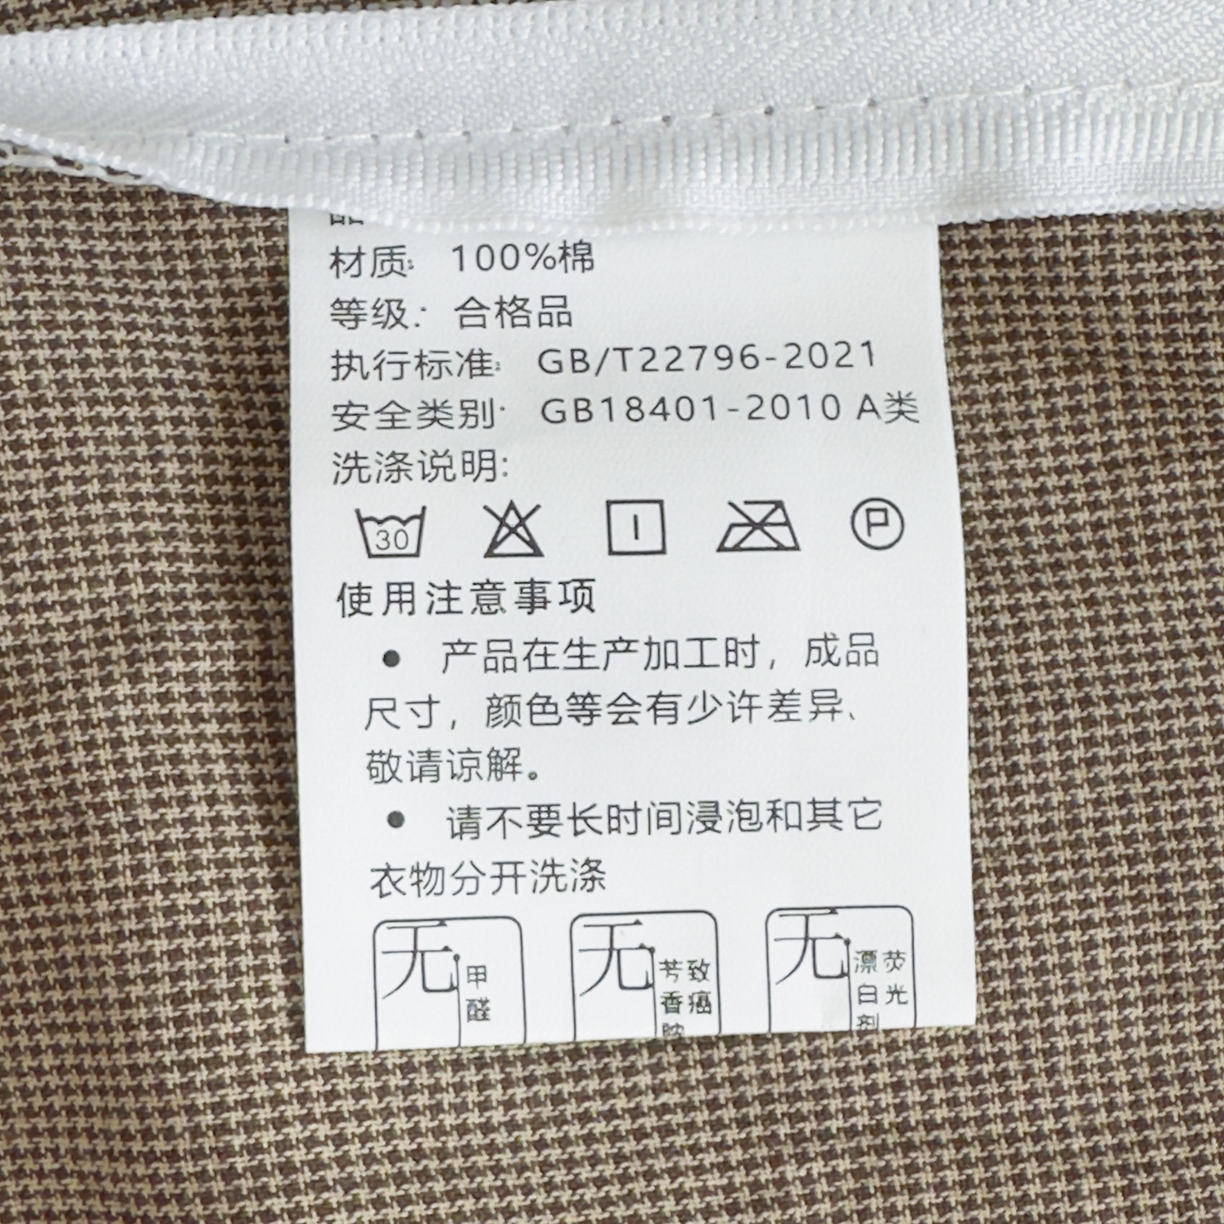 材质: 100%棉
等级: 合格品
执行标准: GB/T22796-2021
安全类别: GB18401-2010 A类
洗涤说明:
30
P
使用注意事项
• 产品在生产加工时，成品
尺寸，颜色等会有少许差异、
敬请谅解。
• 请不要长时间浸泡和其它
衣物分开洗涤
无 甲醛
无 致癌芳香胺
无 荧光漂白剂